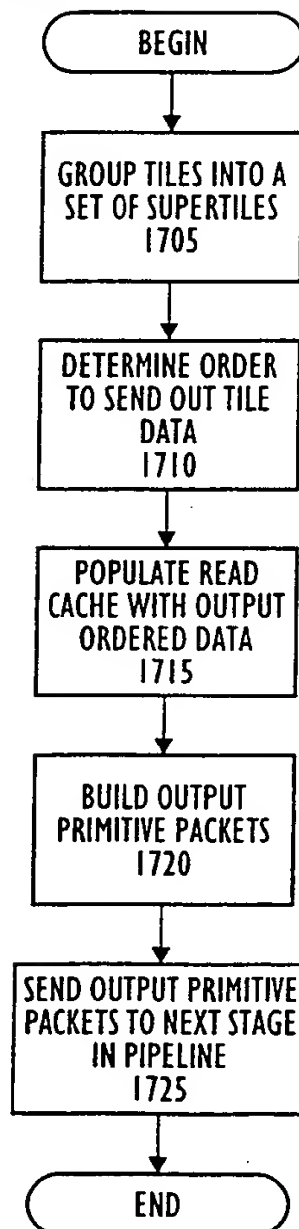 BEGIN
GROUP TILES INTO A
SET OF SUPERTILES
1705
DETERMINE ORDER
TO SEND OUT TILE
DATA
1710
POPULATE READ
CACHE WITH OUTPUT
ORDERED DATA
1715
BUILD OUTPUT
PRIMITIVE PACKETS
1720
SEND OUTPUT PRIMITIVE
PACKETS TO NEXT STAGE
IN PIPELINE
1725
END